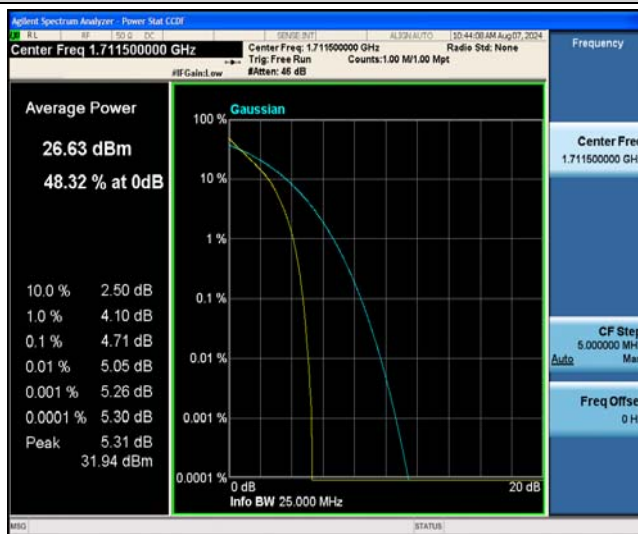 Agilent Spectrum Analyzer - Power Stat CCDF
RL RF 50 Ω DC SENSE:INT ALIGN AUTO 10:44:08 AM Aug 07, 2024
Center Freq 1.711500000 GHz
Center Freq: 1.711500000 GHz Radio Std: None
Trig: Free Run Counts:1.00 M/1.00 Mpt
#IFGain:Low #Atten: 46 dB
Frequency
Average Power
26.63 dBm
48.32 % at 0dB
10.0 % 2.50 dB
1.0 % 4.10 dB
0.1 % 4.71 dB
0.01 % 5.05 dB
0.001 % 5.26 dB
0.0001 % 5.30 dB
Peak 5.31 dB
31.94 dBm
Gaussian
100 %
10 %
1 %
0.1 %
0.01 %
0.001 %
0.0001 %
0 dB 20 dB
Info BW 25.000 MHz
Center Fre
1.711500000 GH
CF Step
5.000000 MH
Auto Ma
Freq Offse
0 H
MSG STATUS